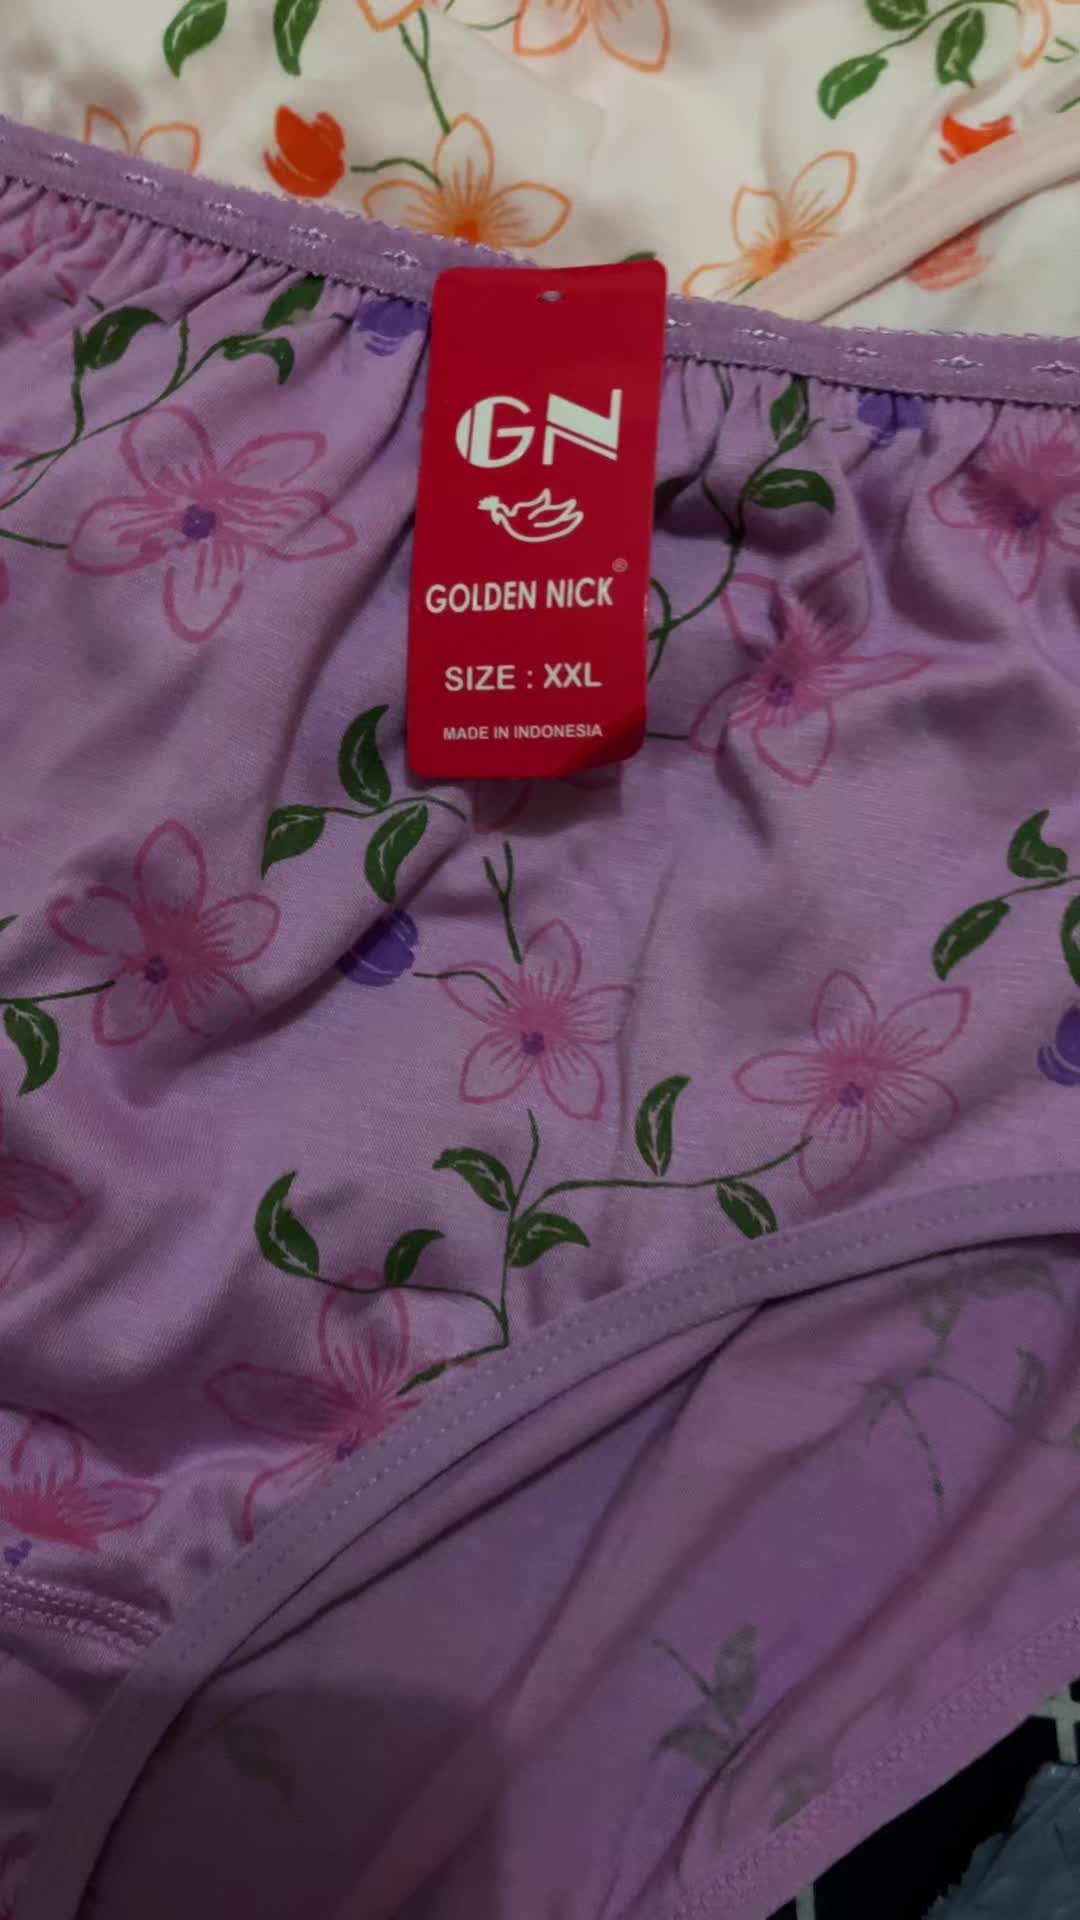 GN
GOLDEN NICK®
SIZE : XXL
MADE IN INDONESIA